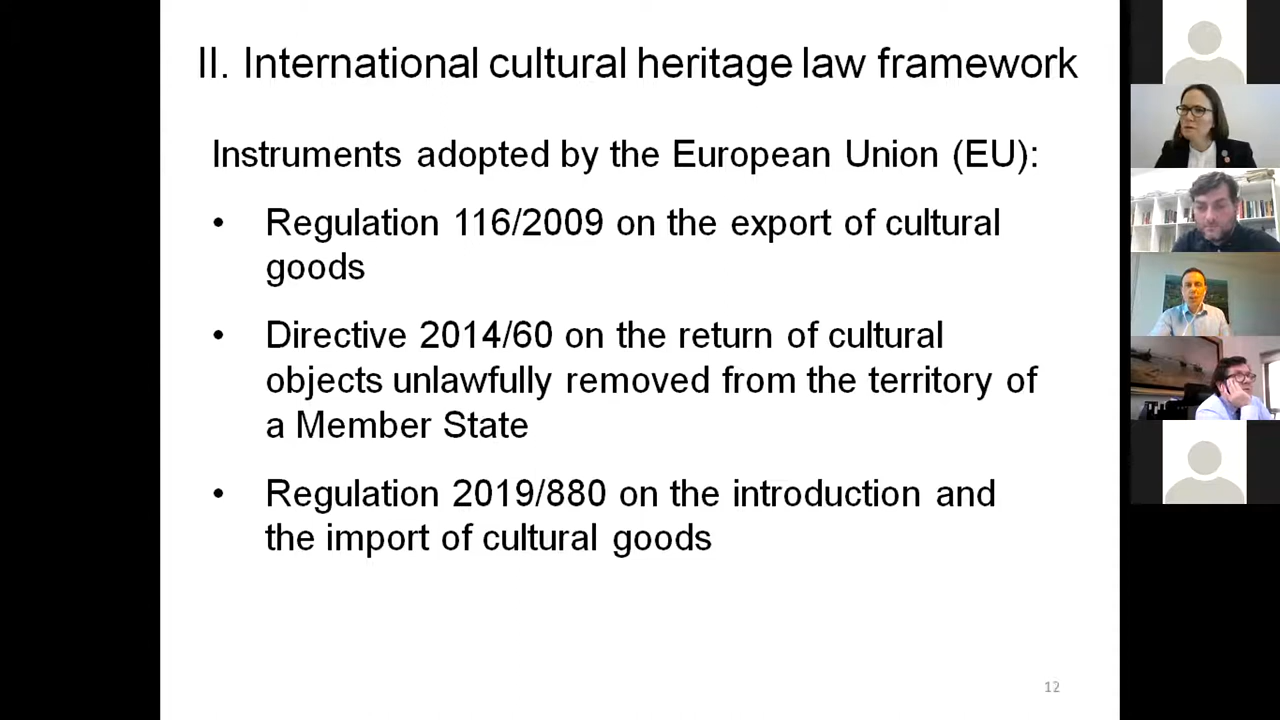 II. International cultural heritage law framework
Instruments adopted by the European Union (EU):
• Regulation 116/2009 on the export of cultural
goods
• Directive 2014/60 on the return of cultural
objects unlawfully removed from the territory of
a Member State
• Regulation 2019/880 on the introduction and
the import of cultural goods
12